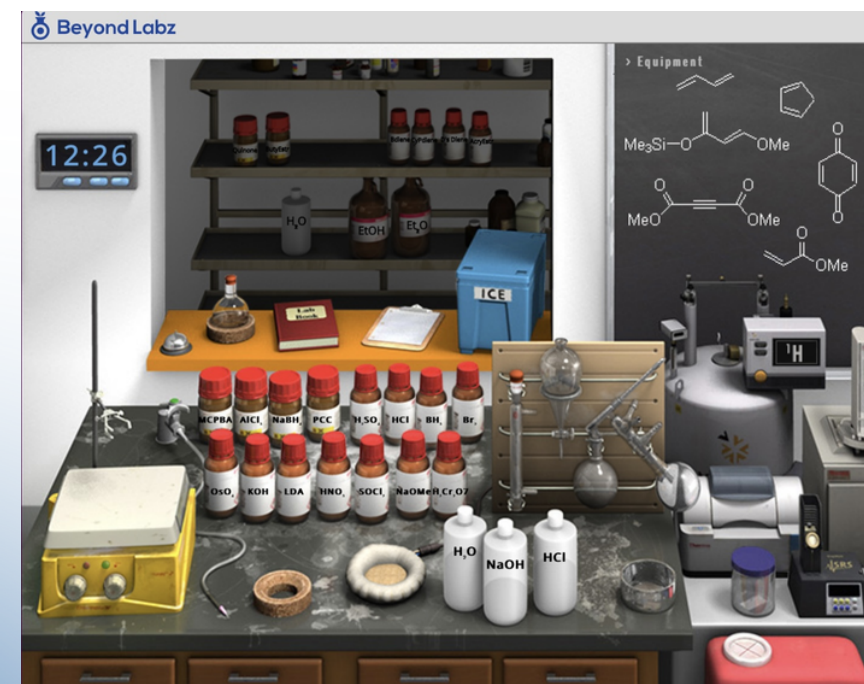 Beyond Labz
> Equipment
12:26
Me₃Si—O
OMe
O
O
O
O
MeO
OMe
O
OMe
H₂O
EtOH
Et₂O
ICE
Lab
Book
¹H
MCPBA
AlCl₃
NaBH₄
PCC
H₂SO₄
HCl
BH₃
Br₂
OsO₄
KOH
LDA
HNO₃
SOCl₂
NaOMe
H₂O
NaOH
HCl
SRS